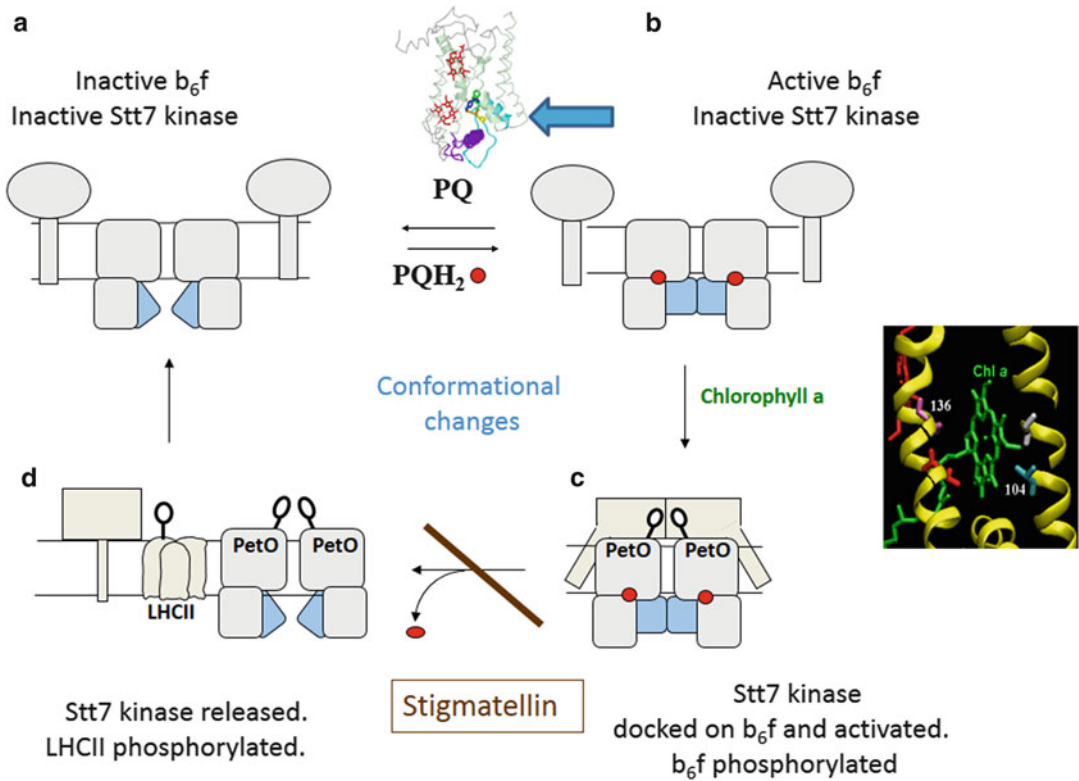 a
Inactive b₆f
Inactive Stt7 kinase
b
Active b₆f
Inactive Stt7 kinase
PQ
PQH₂
Conformational
changes
Chlorophyll a
Chl a
136
104
d
PetO PetO
LHCII
c
PetO PetO
Stigmatellin
Stt7 kinase released.
LHCII phosphorylated.
Stt7 kinase
docked on b₆f and activated.
b₆f phosphorylated